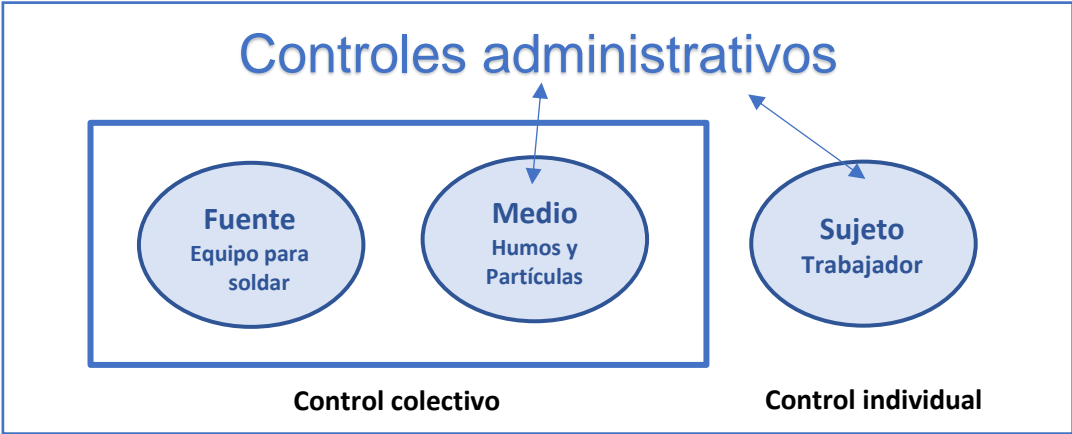 Controles administrativos
Fuente
Equipo para
soldar
Medio
Humos y
Partículas
Sujeto
Trabajador
Control colectivo
Control individual